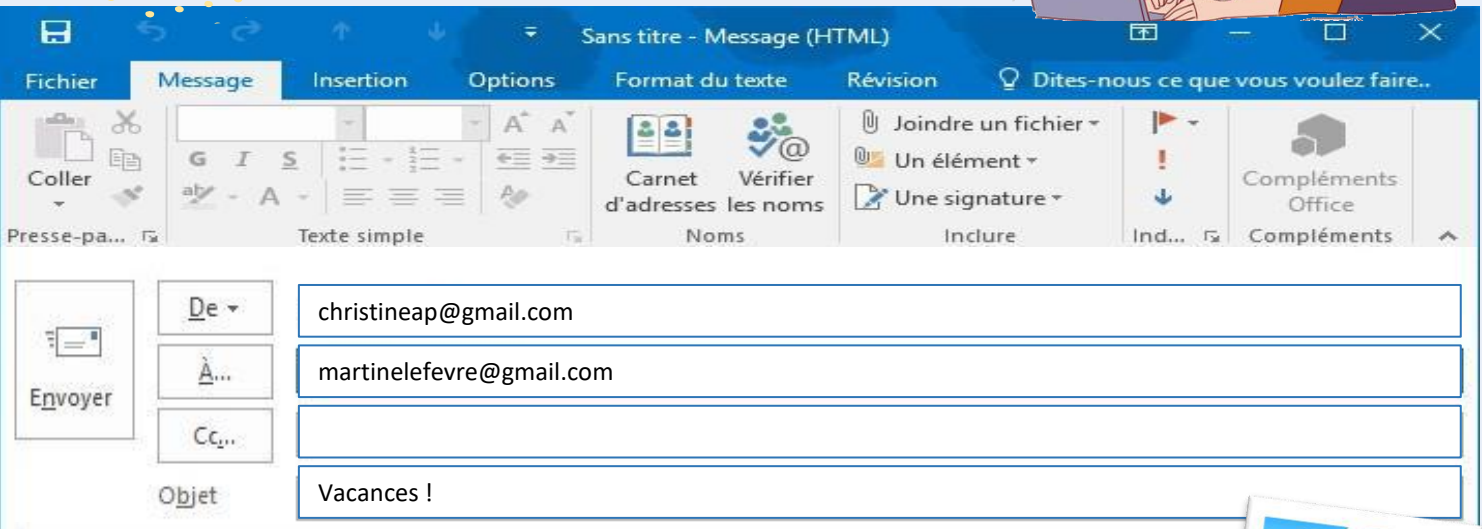 Sans titre - Message (HTML)
Fichier Message Insertion Options Format du texte Révision Dites-nous ce que vous voulez faire..
Coller
G I S
ab A
A A
Carnet d'adresses
Vérifier les noms
Joindre un fichier
Un élément
Une signature
!
Compléments Office
Presse-pa... Texte simple Noms Inclure Ind... Compléments
Envoyer
De christineap@gmail.com
À... martinelefevre@gmail.com
Cc...
Objet Vacances !